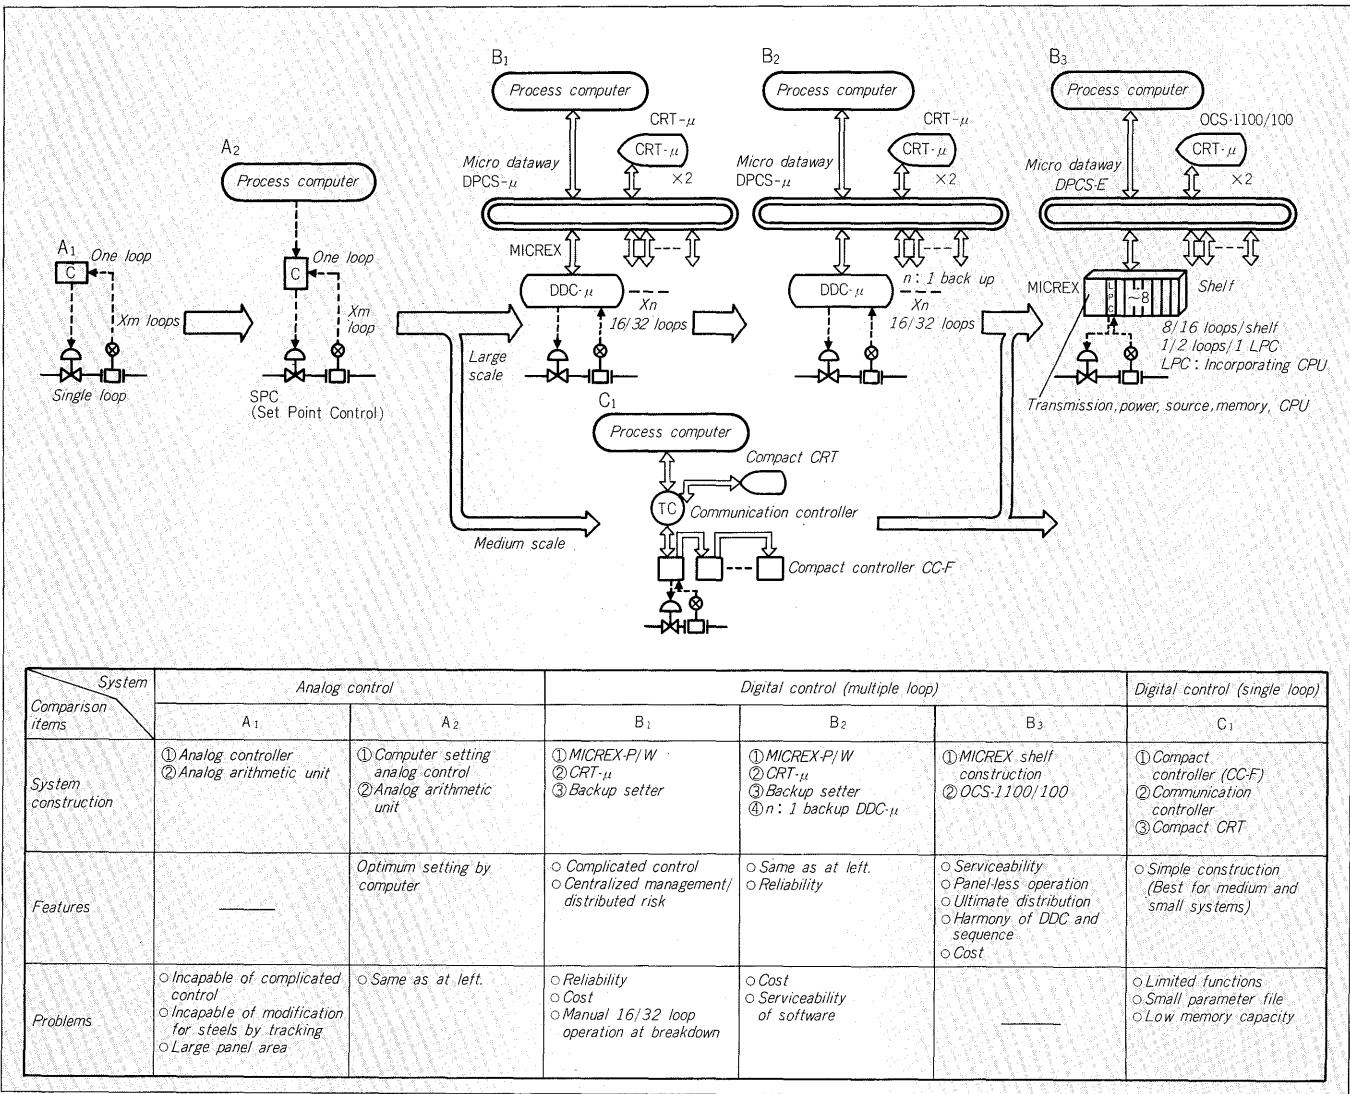 A1
C
One loop
Xm loops
Single loop
A2
Process computer
C
One loop
Xm
loop
SPC
(Set Point Control)
B1
Process computer
CRT-μ
CRT-μ
×2
Micro dataway
DPCS-μ
MICREX
DDC-μ
Xn
16/32 loops
Large
scale
B2
Process computer
CRT-μ
CRT-μ
×2
Micro dataway
DPCS-μ
n : 1 back up
DDC-μ
Xn
16/32 loops
B3
Process computer
OCS-1100/100
CRT-μ
×2
Micro dataway
DPCS-E
MICREX
LPC
~8
Shelf
8/16 loops/shelf
1/2 loops/1 LPC
LPC : Incorporating CPU
Transmission, power, source, memory, CPU
C1
Process computer
Compact CRT
TC
Communication controller
Medium scale
Compact controller CC-F
System
Comparison
items
Analog control
Digital control (multiple loop)
Digital control (single loop)
A1
A2
B1
B2
B3
C1
System
construction
① Analog controller
② Analog arithmetic unit
① Computer setting
analog control
② Analog arithmetic
unit
① MICREX-P/W
② CRT-μ
③ Backup setter
① MICREX-P/W
② CRT-μ
③ Backup setter
④ n : 1 backup DDC-μ
① MICREX shelf
construction
② OCS-1100/100
① Compact
controller (CC-F)
② Communication
controller
③ Compact CRT
Features
Optimum setting by
computer
○ Complicated control
○ Centralized management/
distributed risk
○ Same as at left.
○ Reliability
○ Serviceability
○ Panel-less operation
○ Ultimate distribution
○ Harmony of DDC and
sequence
○ Cost
○ Simple construction
(Best for medium and
small systems)
Problems
○ Incapable of complicated
control
○ Incapable of modification
for steels by tracking
○ Large panel area
○ Same as at left.
○ Reliability
○ Cost
○ Manual 16/32 loop
operation at breakdown
○ Cost
○ Serviceability
of software
○ Limited functions
○ Small parameter file
○ Low memory capacity